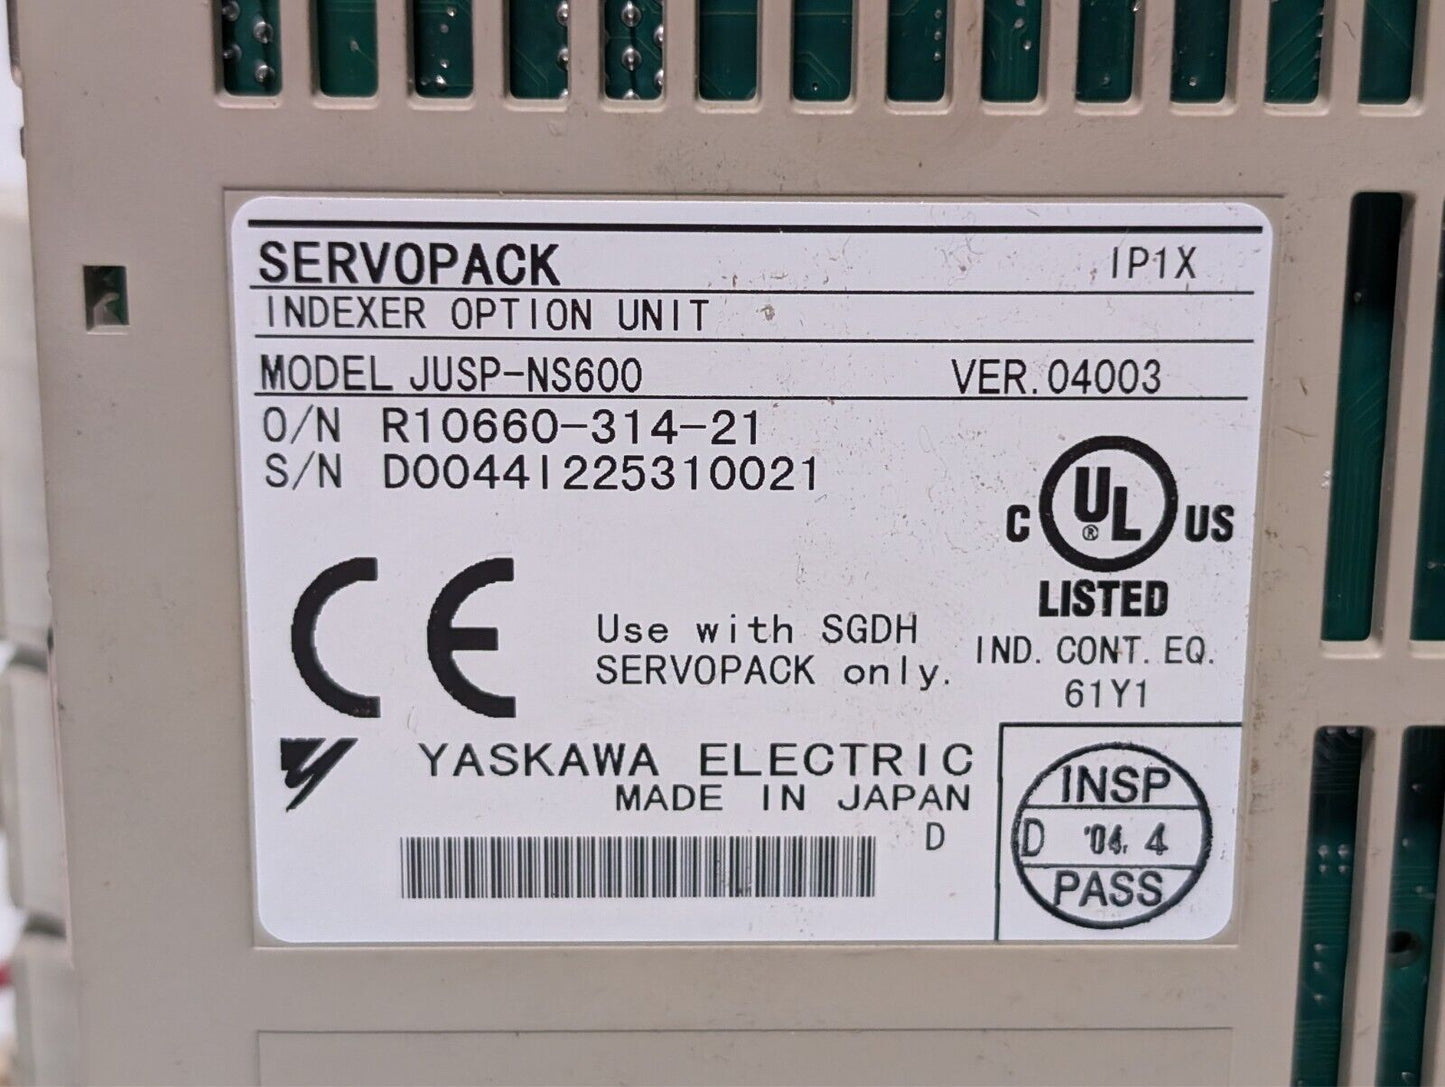 SERVOPACK IP1X
INDEXER OPTION UNIT
MODEL JUSP-NS600 VER.04003
O/N R10660-314-21
S/N D0044I225310021
C UL® US
LISTED
IND. CONT. EQ.
61Y1
CE
Use with SGDH
SERVOPACK only.
YASKAWA ELECTRIC
MADE IN JAPAN
D
INSP
D '04. 4
PASS